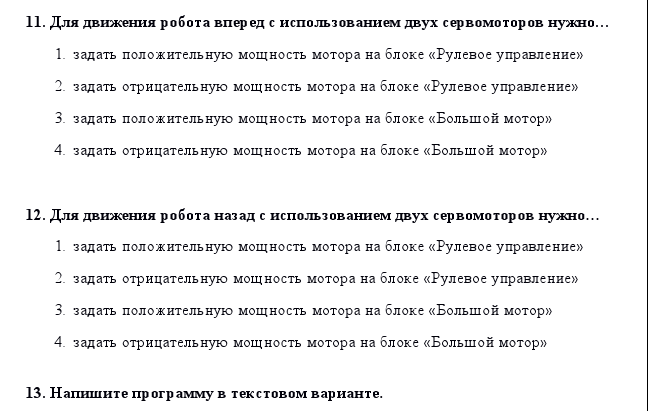 11. Для движения робота вперед с использованием двух сервомоторов нужно…
1. задать положительную мощность мотора на блоке «Рулевое управление»
2. задать отрицательную мощность мотора на блоке «Рулевое управление»
3. задать положительную мощность мотора на блоке «Большой мотор»
4. задать отрицательную мощность мотора на блоке «Большой мотор»
12. Для движения робота назад с использованием двух сервомоторов нужно…
1. задать положительную мощность мотора на блоке «Рулевое управление»
2. задать отрицательную мощность мотора на блоке «Рулевое управление»
3. задать положительную мощность мотора на блоке «Большой мотор»
4. задать отрицательную мощность мотора на блоке «Большой мотор»
13. Напишите программу в текстовом варианте.